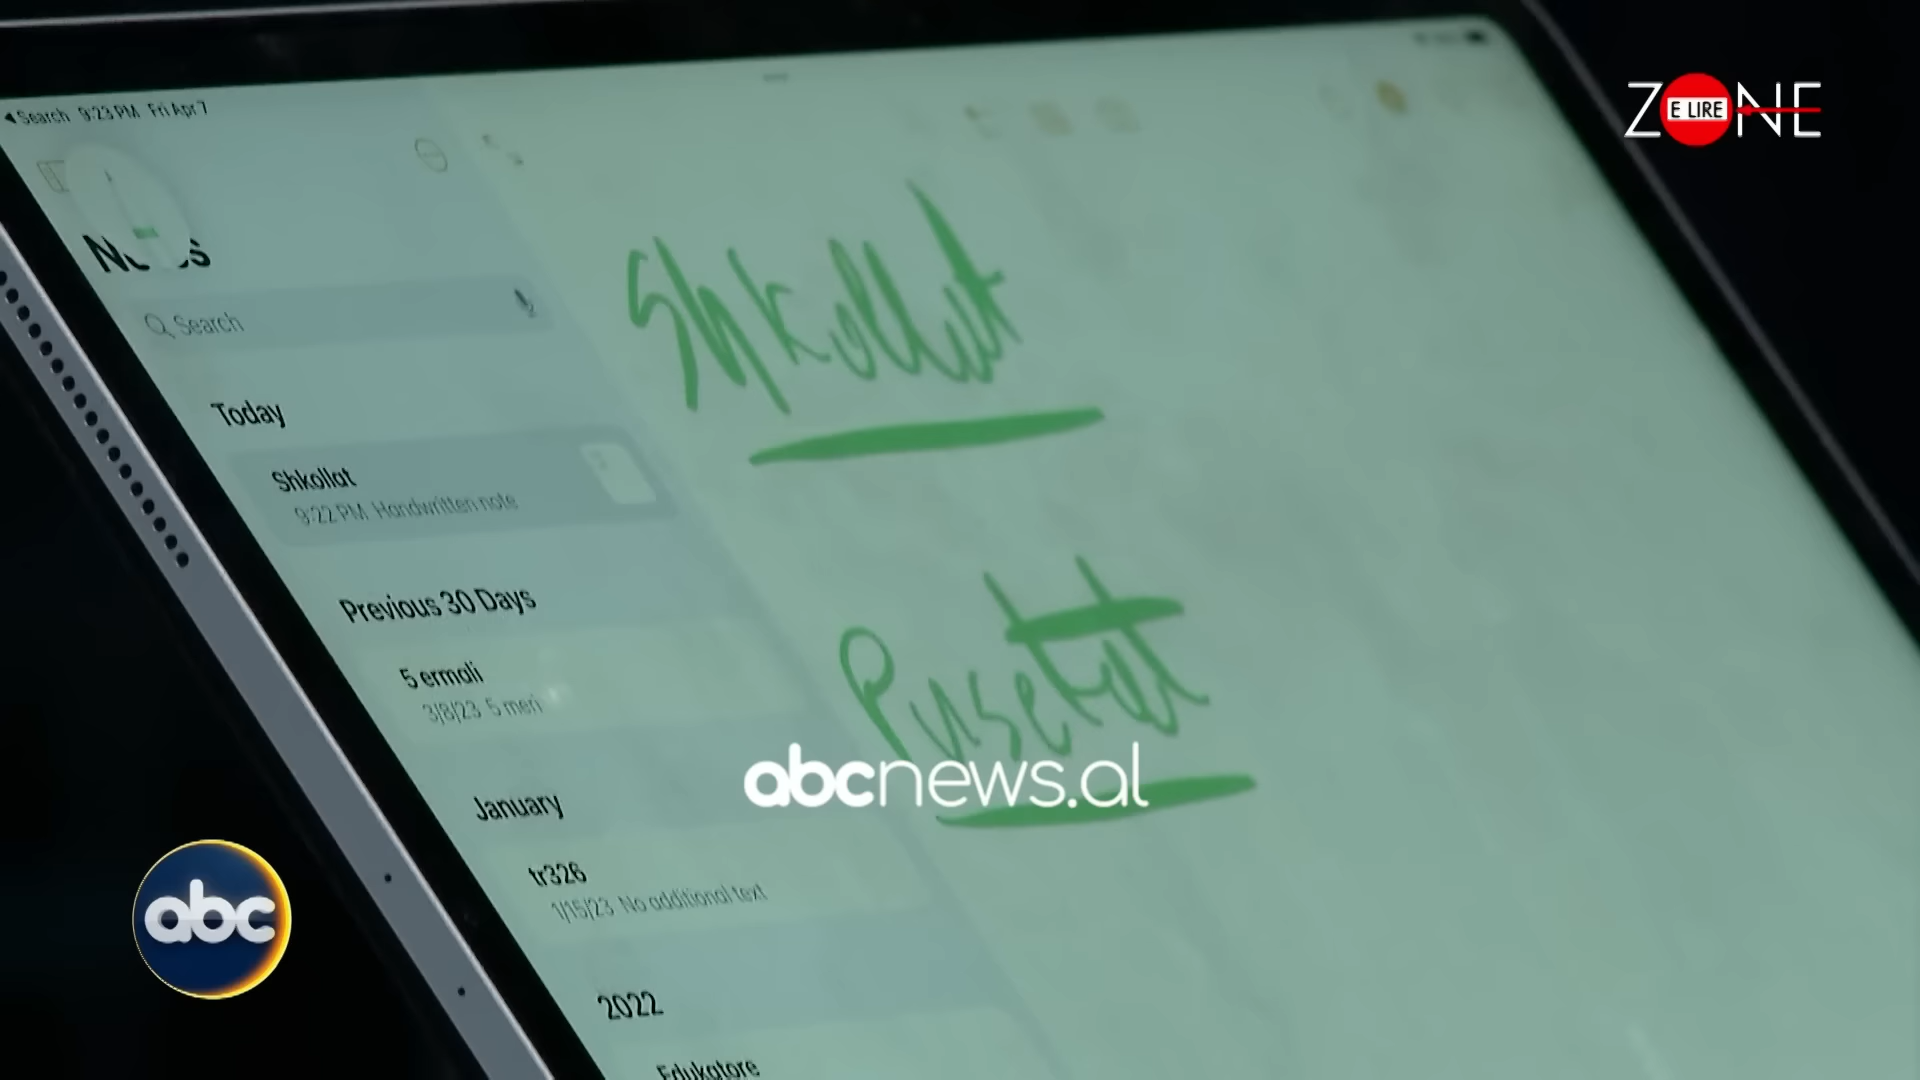 Search 9:23 PM Fri Apr 7
ZONE
E LIRE
Search
Today
Shkollat
9:22 PM Handwritten note
Previous 30 Days
5 ermali
3/8/23 5 meri
January
tr326
1/15/23 No additional text
2022
Edukatore
Shkollat
Pusetat
abcnews.al
abc